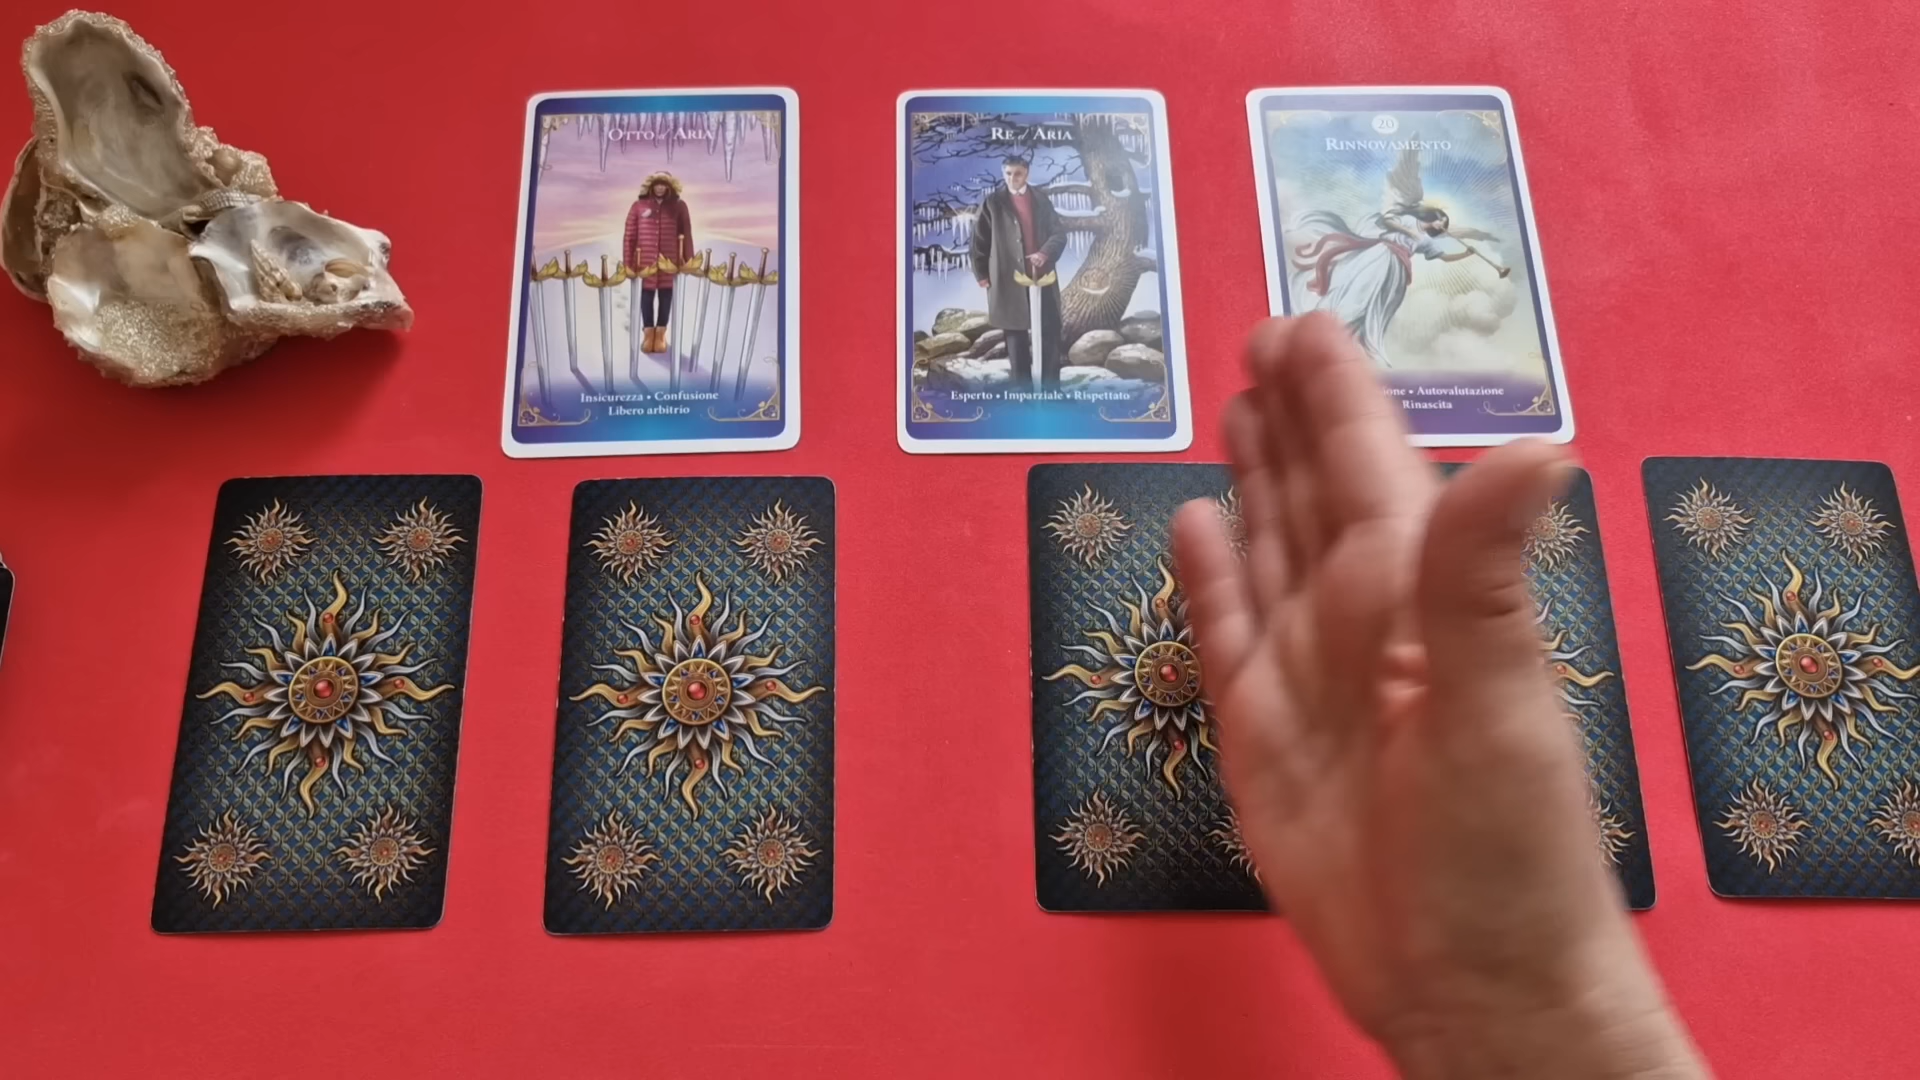 Otto d'Aria
Insicurezza • Confusione
Libero arbitrio
Re d'Aria
Esperto • Imparziale • Rispettato
20
Rinnovamento
• Autovalutazione
Rinascita